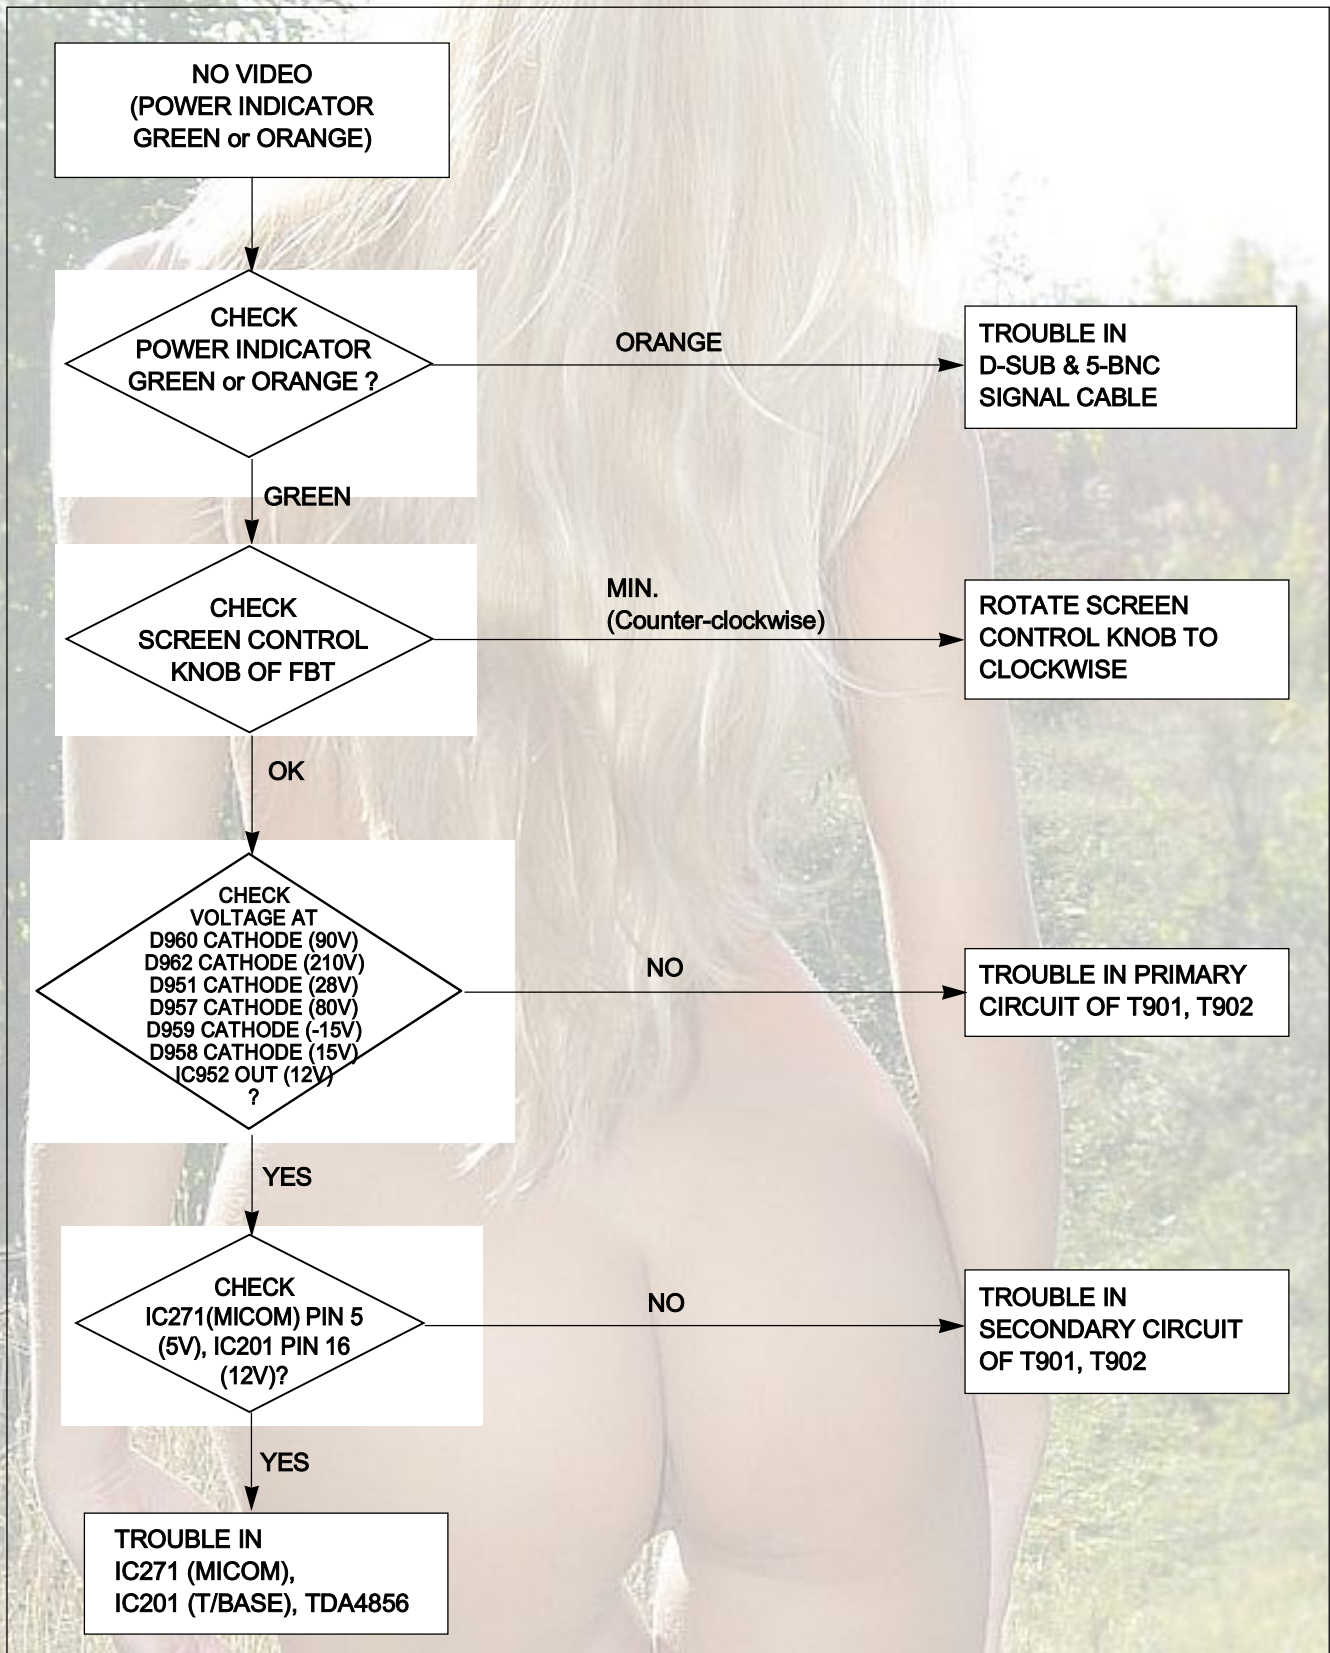 NO VIDEO
(POWER INDICATOR
GREEN or ORANGE)
CHECK
POWER INDICATOR
GREEN or ORANGE ?
ORANGE
TROUBLE IN
D-SUB & 5-BNC
SIGNAL CABLE
GREEN
CHECK
SCREEN CONTROL
KNOB OF FBT
MIN.
(Counter-clockwise)
ROTATE SCREEN
CONTROL KNOB TO
CLOCKWISE
OK
CHECK
VOLTAGE AT
D960 CATHODE (90V)
D962 CATHODE (210V)
D951 CATHODE (28V)
D957 CATHODE (80V)
D959 CATHODE (-15V)
D958 CATHODE (15V)
IC952 OUT (12V)
?
NO
TROUBLE IN PRIMARY
CIRCUIT OF T901, T902
YES
CHECK
IC271(MICOM) PIN 5
(5V), IC201 PIN 16
(12V)?
NO
TROUBLE IN
SECONDARY CIRCUIT
OF T901, T902
YES
TROUBLE IN
IC271 (MICOM),
IC201 (T/BASE), TDA4856